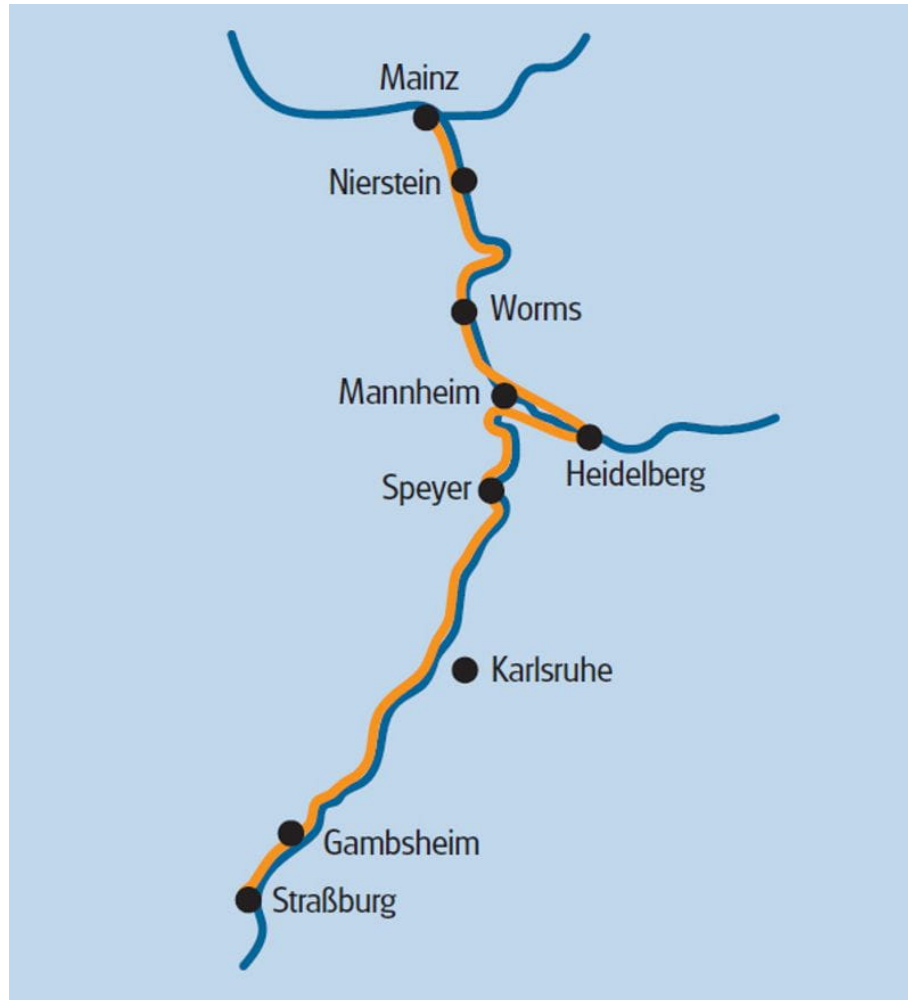 Mainz
Nierstein
Worms
Mannheim
Heidelberg
Speyer
Karlsruhe
Gambsheim
Straßburg